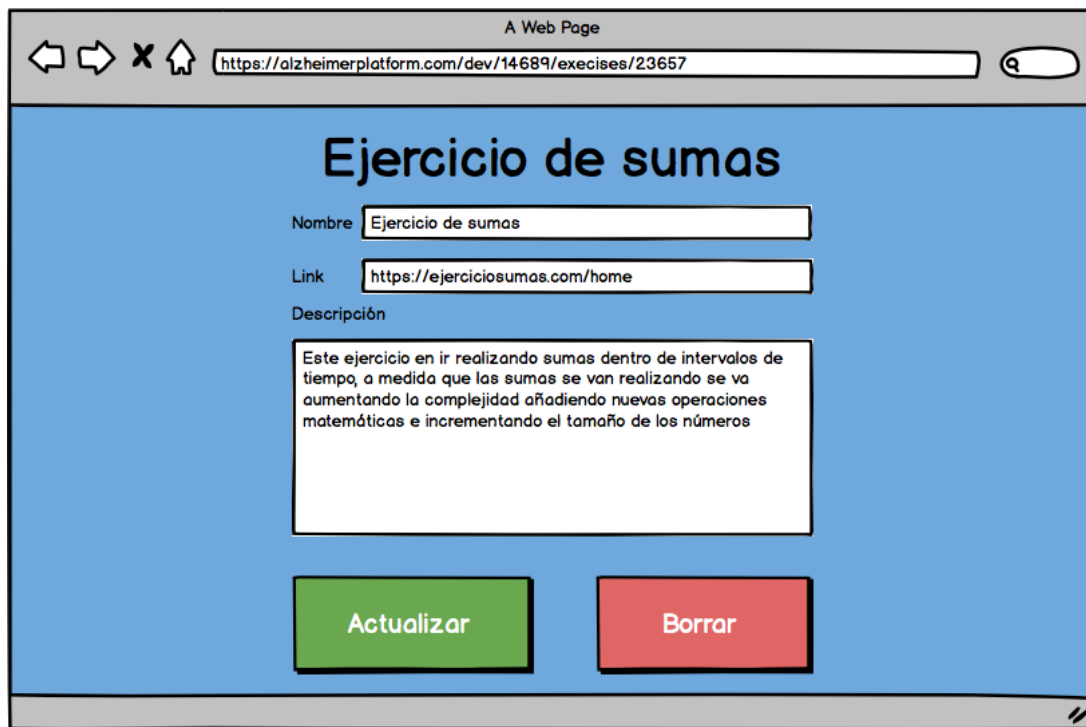 A Web Page
https://alzheimerplatform.com/dev/14689/execises/23657
Ejercicio de sumas
Nombre Ejercicio de sumas
Link https://ejerciciosumas.com/home
Descripción
Este ejercicio en ir realizando sumas dentro de intervalos de
tiempo, a medida que las sumas se van realizando se va
aumentando la complejidad añadiendo nuevas operaciones
matemáticas e incrementando el tamaño de los números
Actualizar Borrar